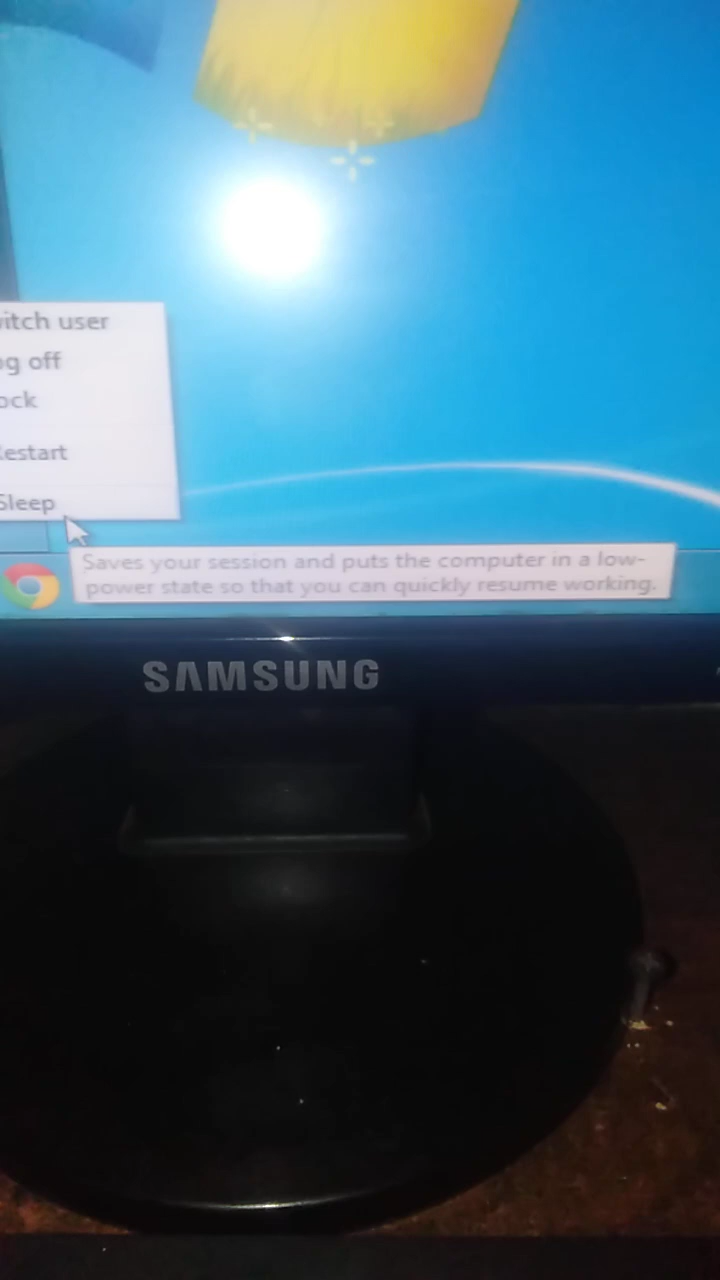 itch user
og off
ock
estart
Sleep
Saves your session and puts the computer in a low-
power state so that you can quickly resume working.
SAMSUNG